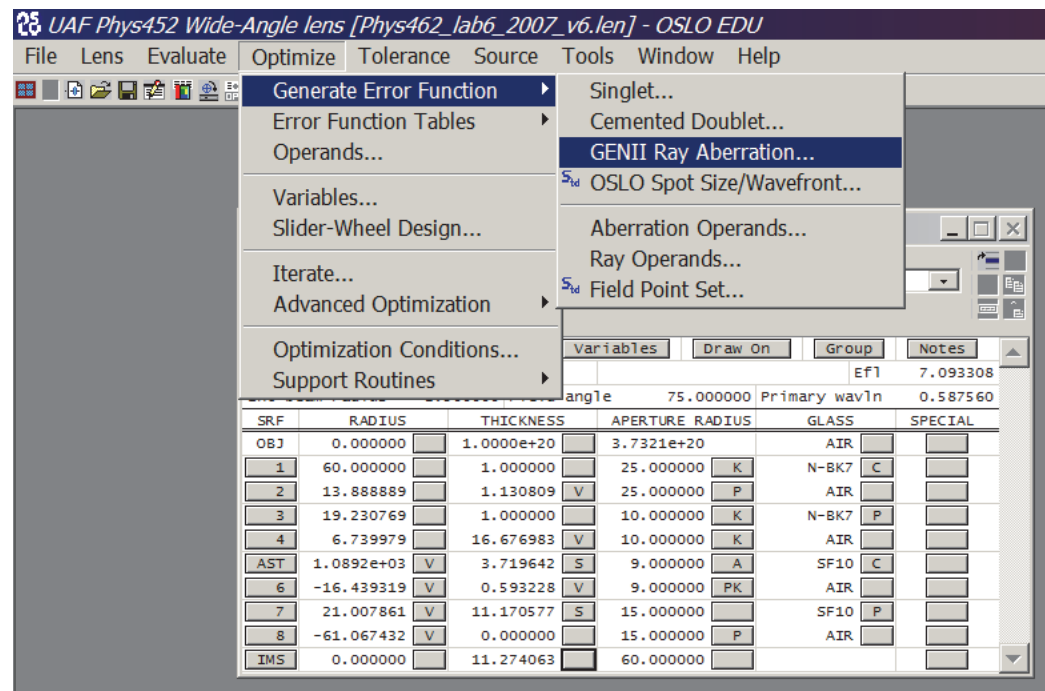 UAF Phys452 Wide-Angle lens [Phys462_lab6_2007_v6.len] - OSLO EDU
File Lens Evaluate Optimize Tolerance Source Tools Window Help
Generate Error Function
Error Function Tables
Operands...
Variables...
Slider-Wheel Design...
Iterate...
Advanced Optimization
Optimization Conditions...
Support Routines
Singlet...
Cemented Doublet...
GENII Ray Aberration...
Std OSLO Spot Size/Wavefront...
Aberration Operands...
Ray Operands...
Std Field Point Set...
Variables Draw On Group Notes
Efl 7.093308
angle 75.000000 Primary wavln 0.587560
SRF RADIUS THICKNESS APERTURE RADIUS GLASS SPECIAL
OBJ 0.000000 1.0000e+20 3.7321e+20 AIR
1 60.000000 1.000000 25.000000 K N-BK7 C
2 13.888889 1.130809 V 25.000000 P AIR
3 19.230769 1.000000 10.000000 K N-BK7 P
4 6.739979 16.676983 V 10.000000 K AIR
AST 1.0892e+03 V 3.719642 S 9.000000 A SF10 C
6 -16.439319 V 0.593228 V 9.000000 PK AIR
7 21.007861 V 11.170577 S 15.000000 SF10 P
8 -61.067432 V 0.000000 15.000000 P AIR
IMS 0.000000 11.274063 60.000000